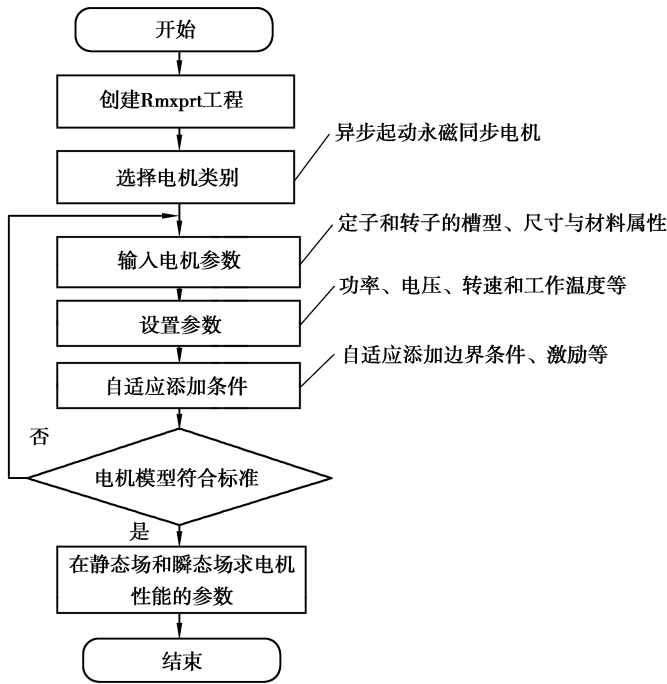 开始
创建Rmxprt工程
异步起动永磁同步电机
选择电机类别
定子和转子的槽型、尺寸与材料属性
输入电机参数
功率、电压、转速和工作温度等
设置参数
自适应添加边界条件、激励等
自适应添加条件
否
电机模型符合标准
是
在静态场和瞬态场求电机
性能的参数
结束